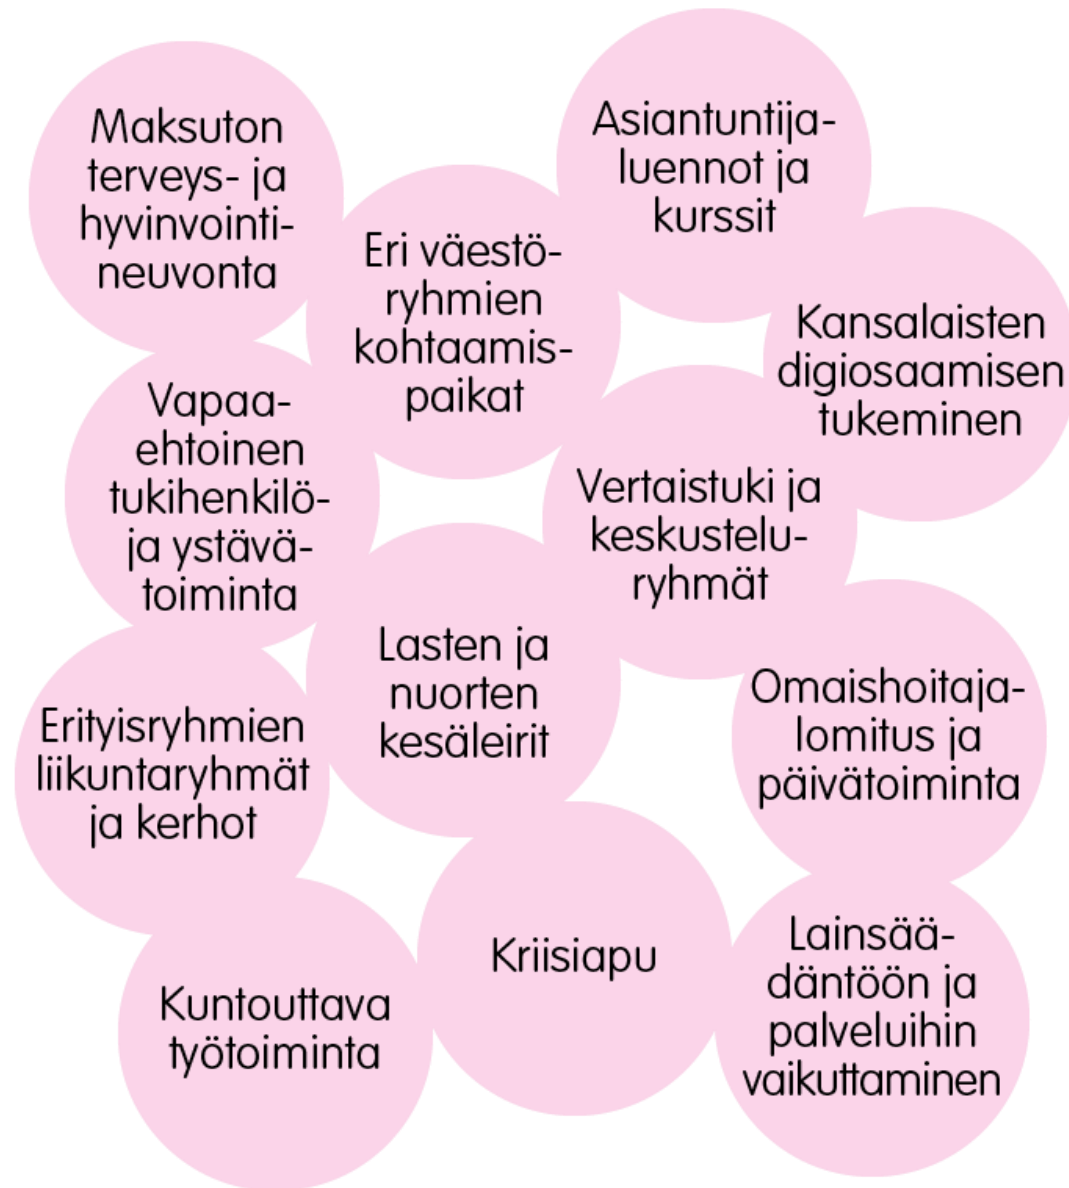 Maksuton
terveys- ja
hyvinvointi-
neuvonta
Asiantuntija-
luennot ja
kurssit
Eri väestö-
ryhmien
kohtaamis-
paikat
Kansalaisten
digiosaamisen
tukeminen
Vapaa-
ehtoinen
tukihenkilö-
ja ystävä-
toiminta
Vertaistuki ja
keskustelu-
ryhmät
Lasten ja
nuorten
kesäleirit
Omaishoitaja-
lomitus ja
päivätoiminta
Erityisryhmien
liikuntaryhmät
ja kerhot
Kriisiapu
Lainsää-
däntöön ja
palveluihin
vaikuttaminen
Kuntouttava
työtoiminta